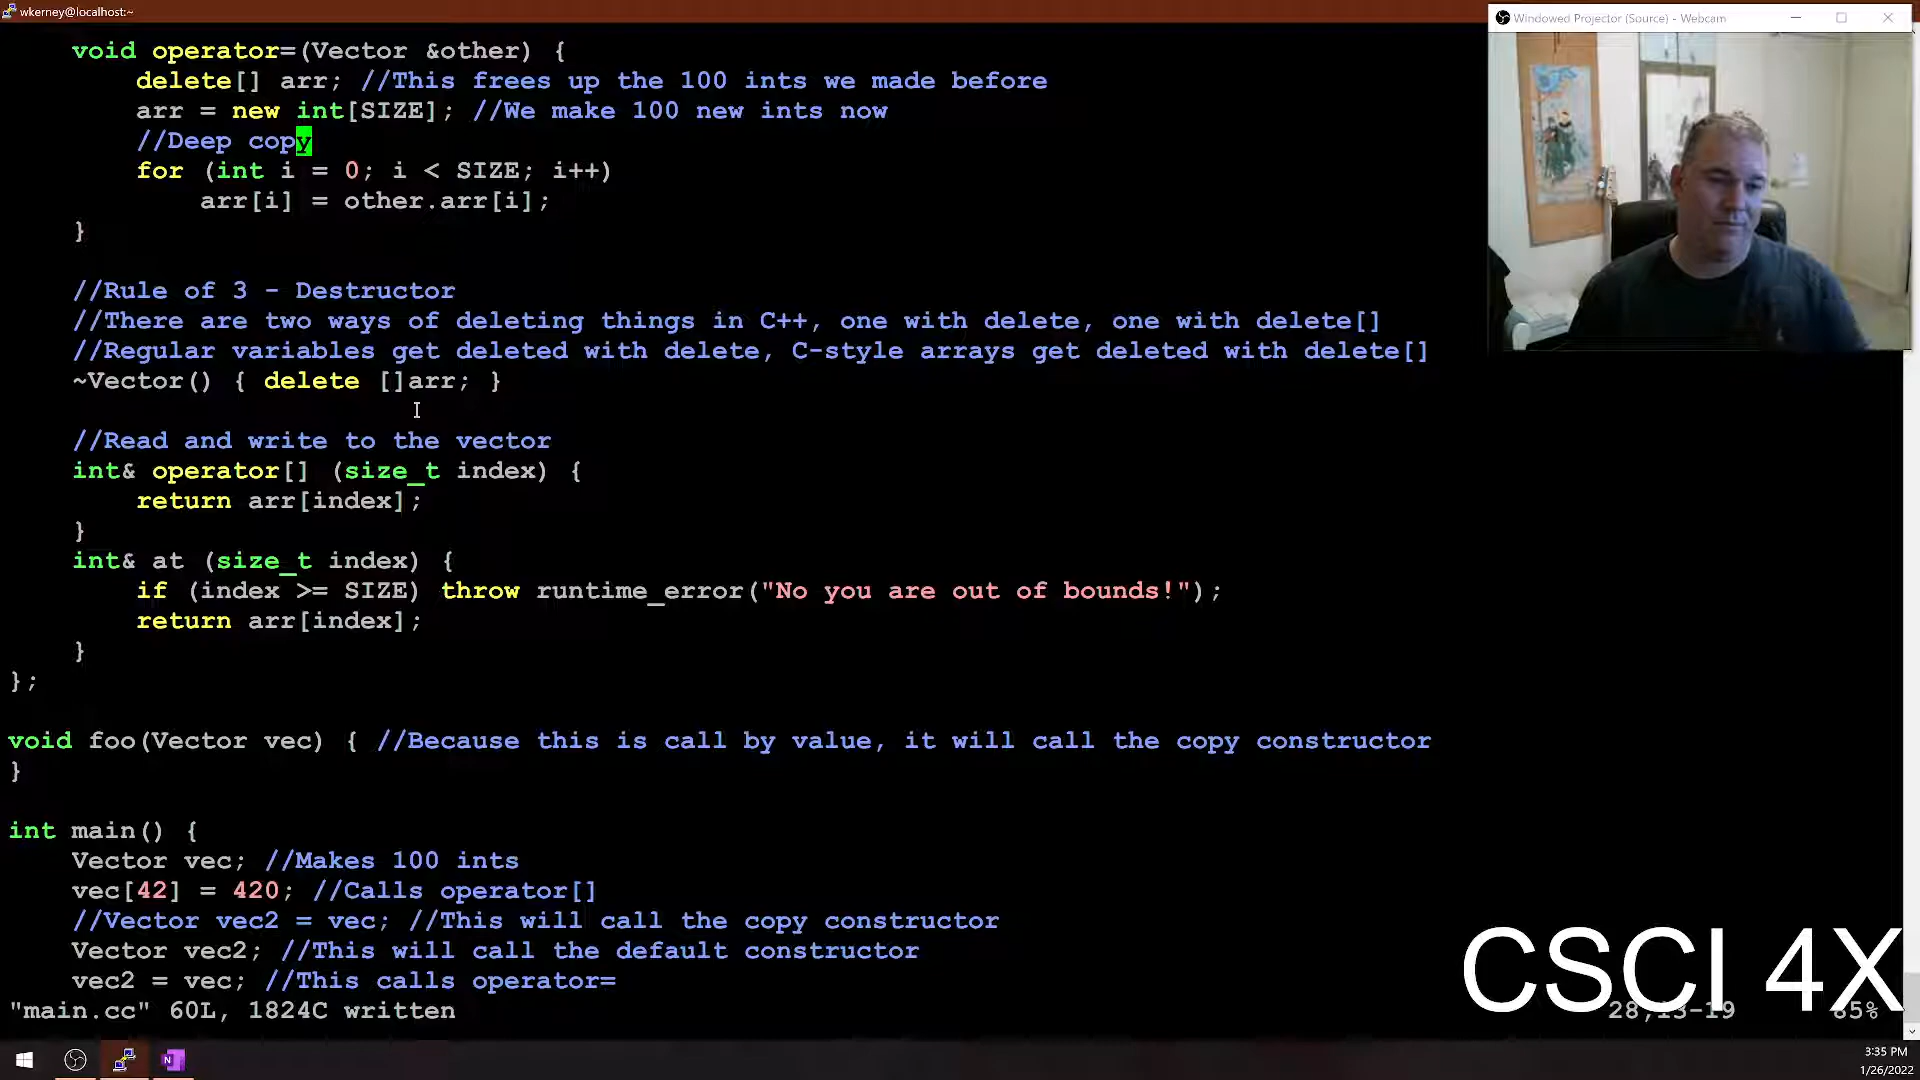 wkerney@localhost:~
Windowed Projector (Source) - Webcam
void operator=(Vector &other) {
delete[] arr; //This frees up the 100 ints we made before
arr = new int[SIZE]; //We make 100 new ints now
//Deep copy
for (int i = 0; i < SIZE; i++)
arr[i] = other.arr[i];
}
//Rule of 3 - Destructor
//There are two ways of deleting things in C++, one with delete, one with delete[]
//Regular variables get deleted with delete, C-style arrays get deleted with delete[]
~Vector() { delete []arr; }
//Read and write to the vector
int& operator[] (size_t index) {
return arr[index];
}
int& at (size_t index) {
if (index >= SIZE) throw runtime_error("No you are out of bounds!");
return arr[index];
}
};
void foo(Vector vec) { //Because this is call by value, it will call the copy constructor
}
int main() {
Vector vec; //Makes 100 ints
vec[42] = 420; //Calls operator[]
//Vector vec2 = vec; //This will call the copy constructor
Vector vec2; //This will call the default constructor
vec2 = vec; //This calls operator=
"main.cc" 60L, 1824C written
28,13-19
85%
CSCI 4X
3:35 PM
1/26/2022